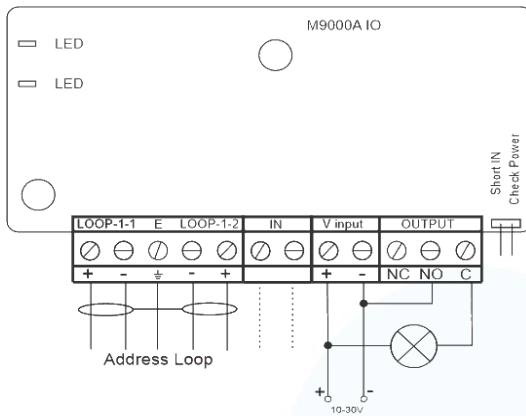 M9000A IO
LED
LED
Short IN
Check Power
LOOP-1-1 E LOOP-1-2 IN V input OUTPUT
+ - - + + - NC NO C
Address Loop
+ -
10-30V